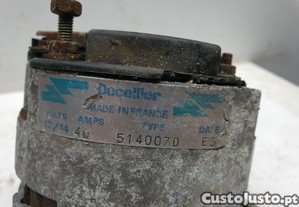 Ducellier
MADE IN FRANCE
VOLTS AMPS TYPE DATE
12/14 40 514007D E3
CustoJusto.pt